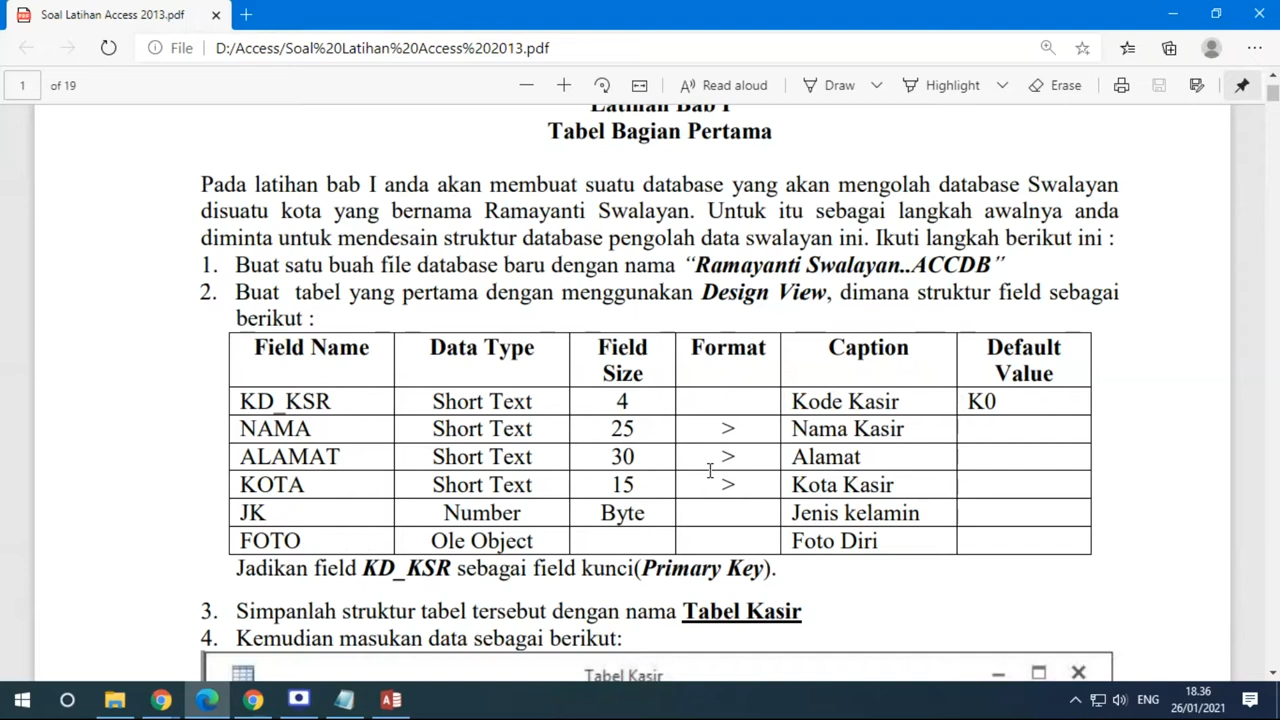 Soal Latihan Access 2013.pdf
File D:/Access/Soal%20Latihan%20Access%202013.pdf
1 of 19 Read aloud Draw Highlight Erase
Latihan Bab I
Tabel Bagian Pertama
Pada latihan bab I anda akan membuat suatu database yang akan mengolah database Swalayan
disuatu kota yang bernama Ramayanti Swalayan. Untuk itu sebagai langkah awalnya anda
diminta untuk mendesain struktur database pengolah data swalayan ini. Ikuti langkah berikut ini :
1. Buat satu buah file database baru dengan nama “Ramayanti Swalayan..ACCDB”
2. Buat tabel yang pertama dengan menggunakan Design View, dimana struktur field sebagai
berikut :
Field Name Data Type Field Size Format Caption Default Value
KD_KSR Short Text 4 Kode Kasir K0
NAMA Short Text 25 > Nama Kasir
ALAMAT Short Text 30 > Alamat
KOTA Short Text 15 > Kota Kasir
JK Number Byte Jenis kelamin
FOTO Ole Object Foto Diri
Jadikan field KD_KSR sebagai field kunci(Primary Key).
3. Simpanlah struktur tabel tersebut dengan nama Tabel Kasir
4. Kemudian masukan data sebagai berikut:
Tabel Kasir
ENG 18.36
26/01/2021